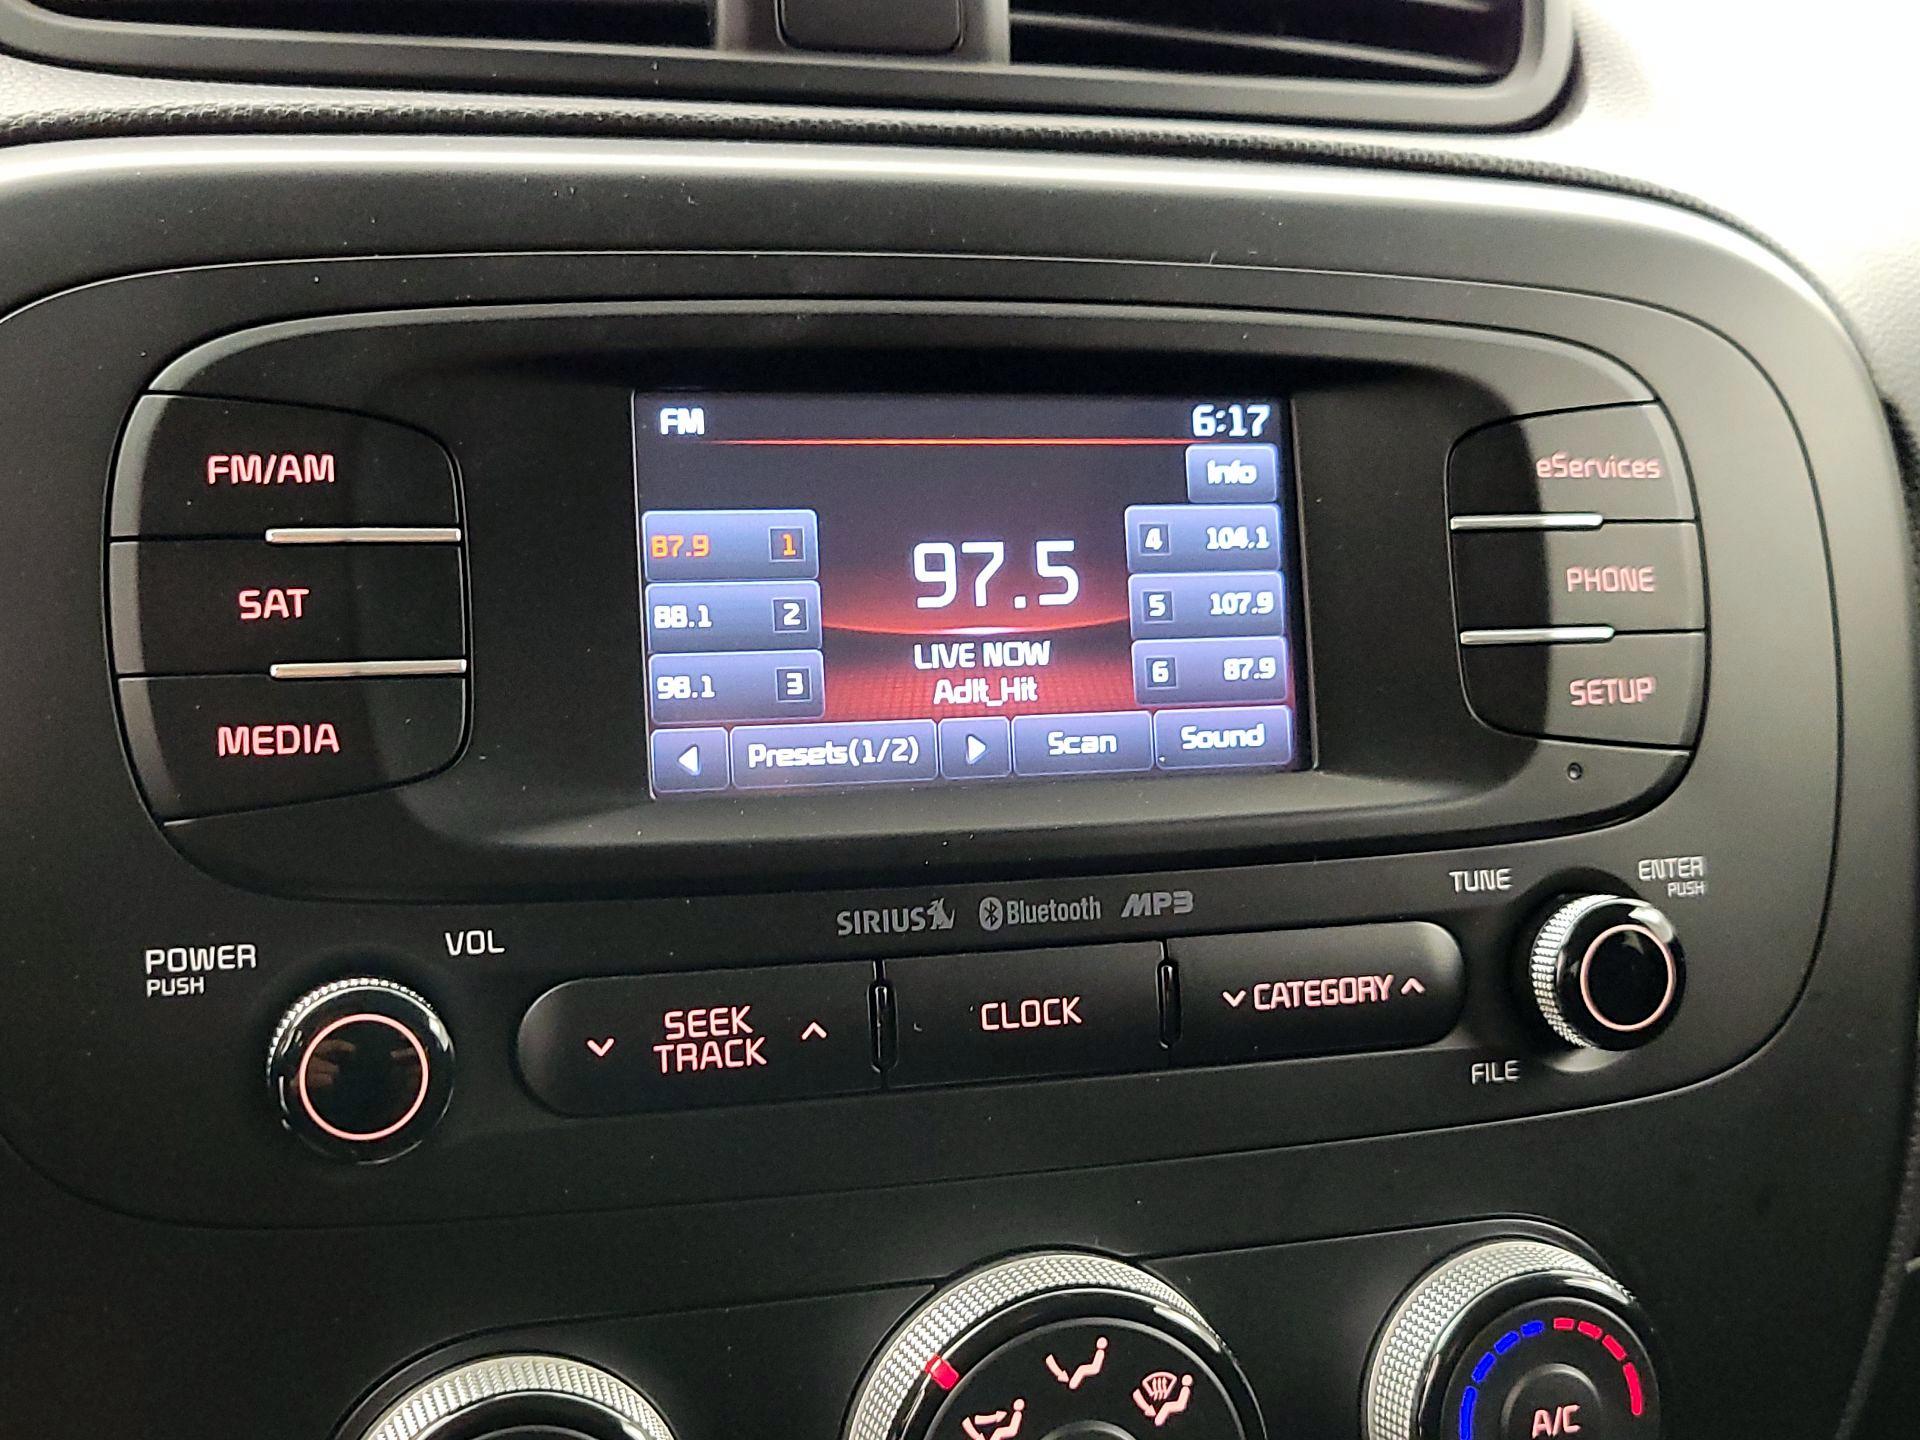 FM 6:17
Info
FM/AM
SAT
MEDIA
87.9 1
88.1 2
98.1 3
97.5
LIVE NOW
Adlt_Hit
4 104.1
5 107.9
6 87.9
Presets(1/2) Scan Sound
eServices
PHONE
SETUP
SIRIUS Bluetooth MP3
POWER
PUSH
VOL
SEEK
TRACK
CLOCK
CATEGORY
TUNE
ENTER
PUSH
FILE
A/C